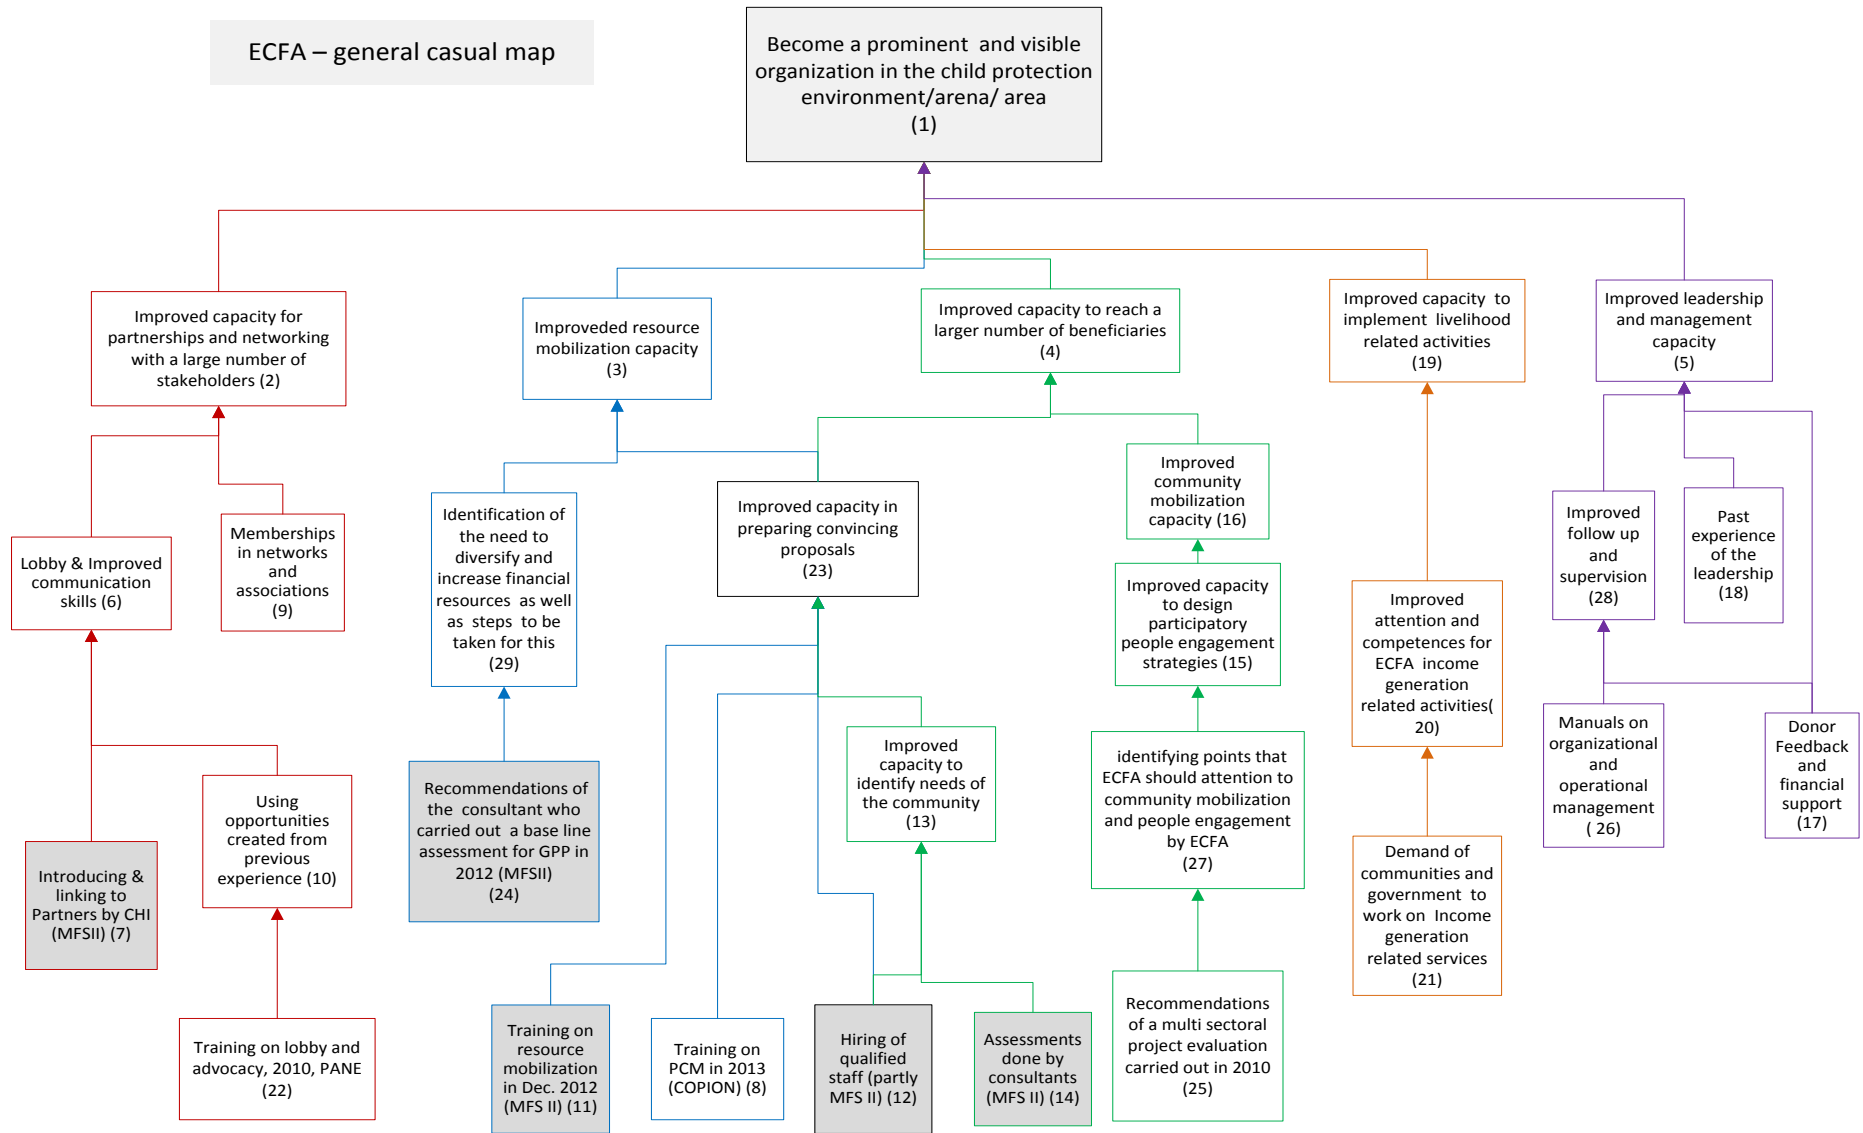 ECFA – general casual map
Become a prominent and visible
organization in the child protection
environment/arena/ area
(1)
Improved capacity for
partnerships and networking
with a large number of
stakeholders (2)
Improveded resource
mobilization capacity
(3)
Improved capacity to reach a
larger number of beneficiaries
(4)
Improved capacity to
implement livelihood
related activities
(19)
Improved leadership
and management
capacity
(5)
Lobby & Improved
communication
skills (6)
Memberships
in networks
and
associations
(9)
Identification of
the need to
diversify and
increase financial
resources as well
as steps to be
taken for this
(29)
Improved capacity in
preparing convincing
proposals
(23)
Improved
community
mobilization
capacity (16)
Improved capacity
to design
participatory
people engagement
strategies (15)
Improved
attention and
competences for
ECFA income
generation
related activities(
20)
Improved
follow up and
supervision
(28)
Past
experience
of the
leadership
(18)
Introducing &
linking to
Partners by CHI
(MFSII) (7)
Using
opportunities
created from
previous
experience (10)
Recommendations of
the consultant who
carried out a base line
assessment for GPP in
2012 (MFSII)
(24)
Improved
capacity to
identify needs of
the community
(13)
identifying points that
ECFA should attention to
community mobilization
and people engagement
by ECFA
(27)
Demand of
communities and
government to
work on Income
generation
related services
(21)
Manuals on
organizational
and
operational
management
( 26)
Donor
Feedback
and
financial
support
(17)
Training on lobby and
advocacy, 2010, PANE
(22)
Training on
resource
mobilization
in Dec. 2012
(MFS II) (11)
Training on
PCM in 2013
(COPION) (8)
Hiring of
qualified
staff (partly
MFS II) (12)
Assessments
done by
consultants
(MFS II) (14)
Recommendations
of a multi sectoral
project evaluation
carried out in 2010
(25)